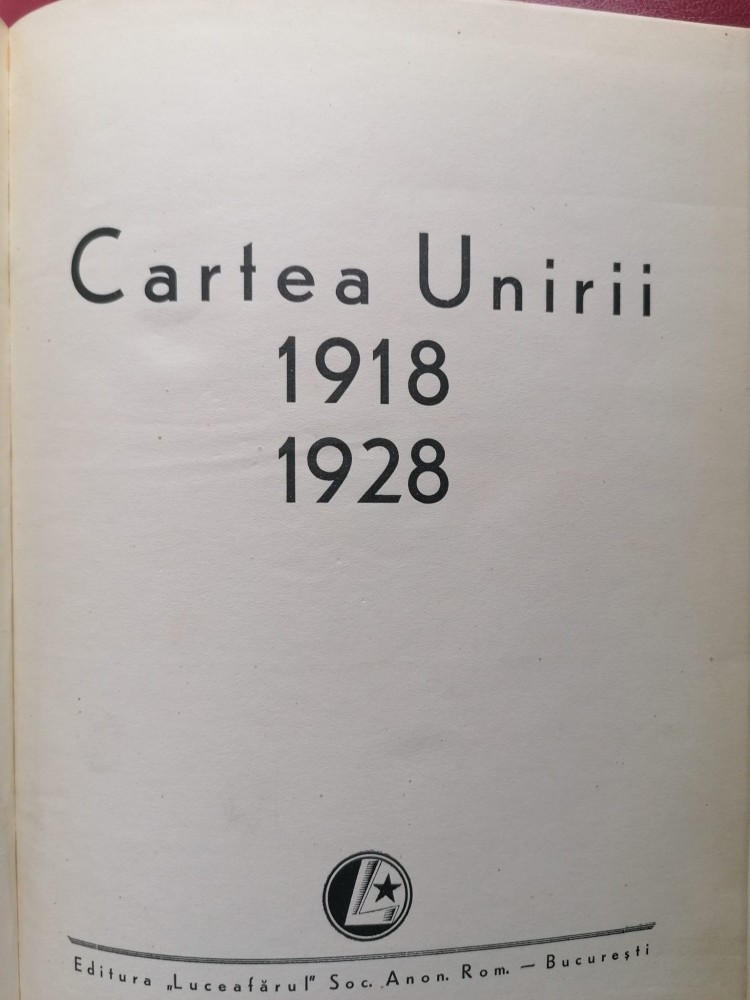 Cartea Unirii
1918
1928
L
Editura „Luceafărul” Soc. Anon. Rom. — București